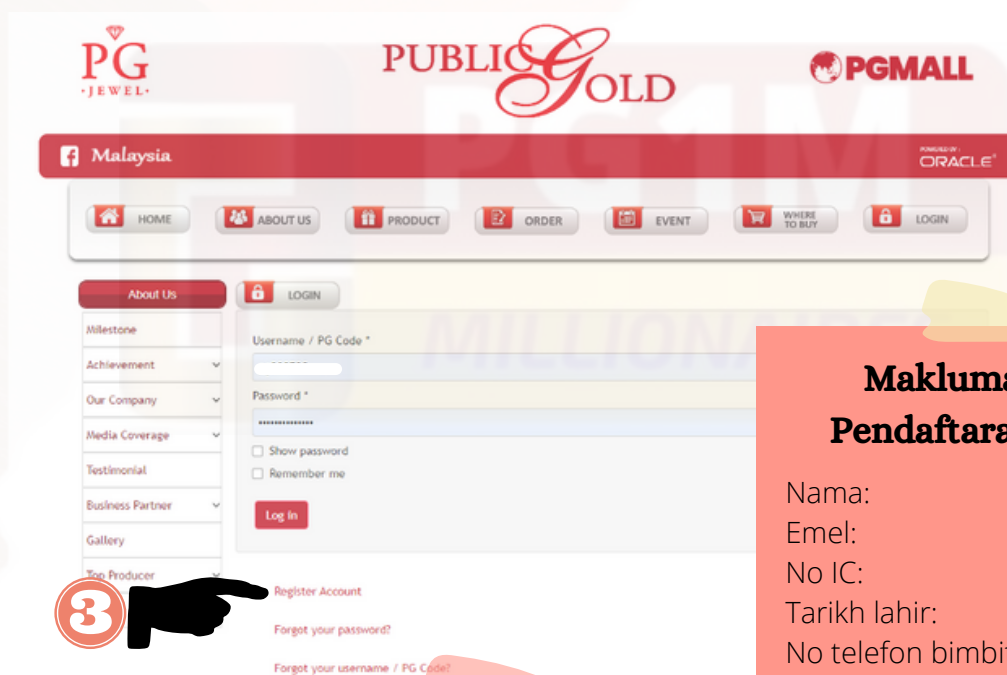 PG
·JEWEL·
PUBLIC GOLD
PGMALL
Malaysia
POWERED BY :
ORACLE®
HOME
ABOUT US
PRODUCT
ORDER
EVENT
WHERE TO BUY
LOGIN
About Us
Milestone
Achievement
Our Company
Media Coverage
Testimonial
Business Partner
Gallery
Top Producer
LOGIN
Username / PG Code *
Password *
Show password
Remember me
Log in
3
Register Account
Forgot your password?
Forgot your username / PG Code?
PG1M
MILLIONAIRE
Makluma
Pendaftara
Nama:
Emel:
No IC:
Tarikh lahir:
No telefon bimbit